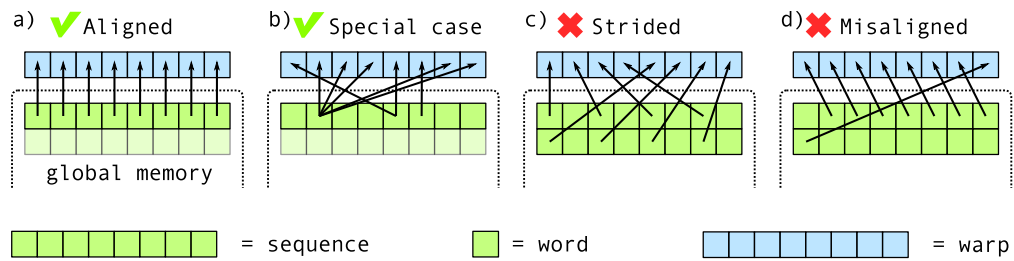 a) Aligned
b) Special case
c) Strided
d) Misaligned
global memory
= sequence
= word
= warp